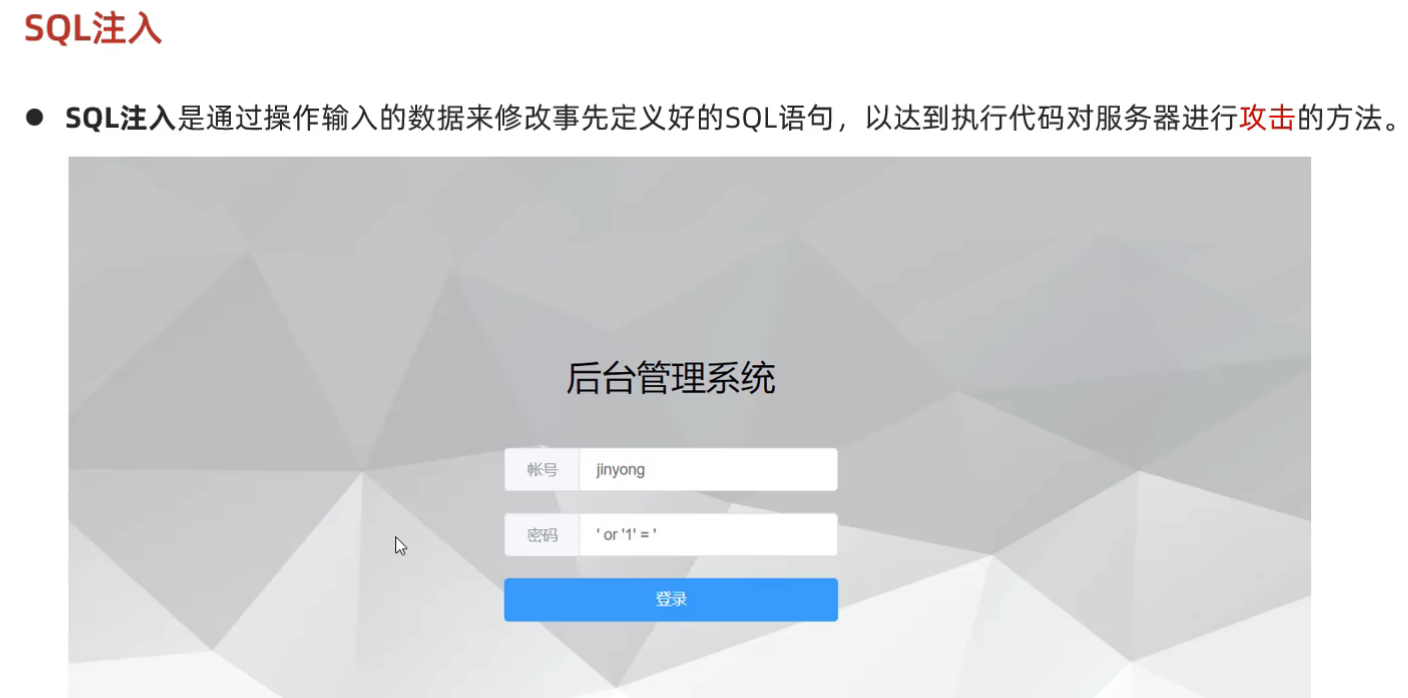 SQL注入
● SQL注入是通过操作输入的数据来修改事先定义好的SQL语句，以达到执行代码对服务器进行攻击的方法。
后台管理系统
帐号 jinyong
密码 ' or '1' = '
登录